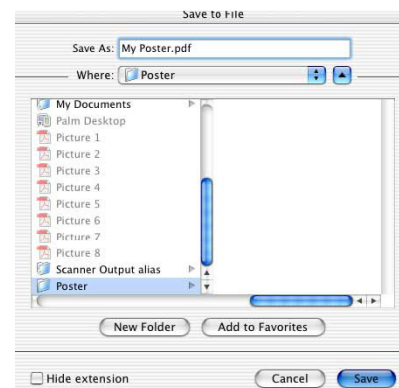 Save to File
Save As: My Poster.pdf
Where: Poster
My Documents
Palm Desktop
Picture 1
Picture 2
Picture 3
Picture 4
Picture 5
Picture 6
Picture 7
Picture 8
Scanner Output alias
Poster
New Folder Add to Favorites
Hide extension Cancel Save